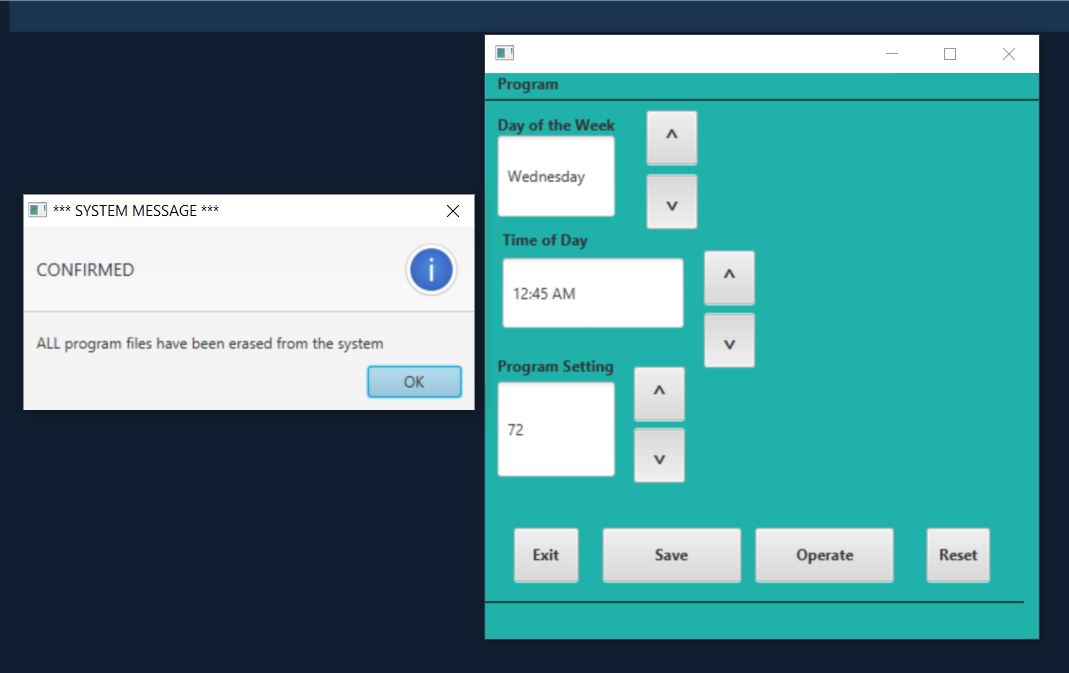 *** SYSTEM MESSAGE ***
CONFIRMED
i
ALL program files have been erased from the system
OK
Program
Day of the Week
^
Wednesday
v
Time of Day
^
12:45 AM
v
Program Setting
^
72
v
Exit
Save
Operate
Reset